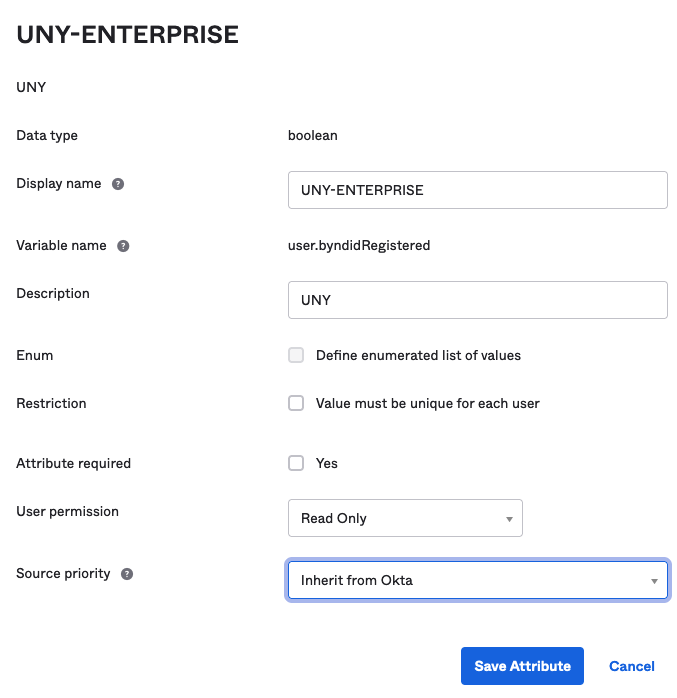 UNY-ENTERPRISE
UNY
Data type boolean
Display name ? UNY-ENTERPRISE
Variable name ? user.byndidRegistered
Description UNY
Enum Define enumerated list of values
Restriction Value must be unique for each user
Attribute required Yes
User permission Read Only
Source priority ? Inherit from Okta
Save Attribute Cancel